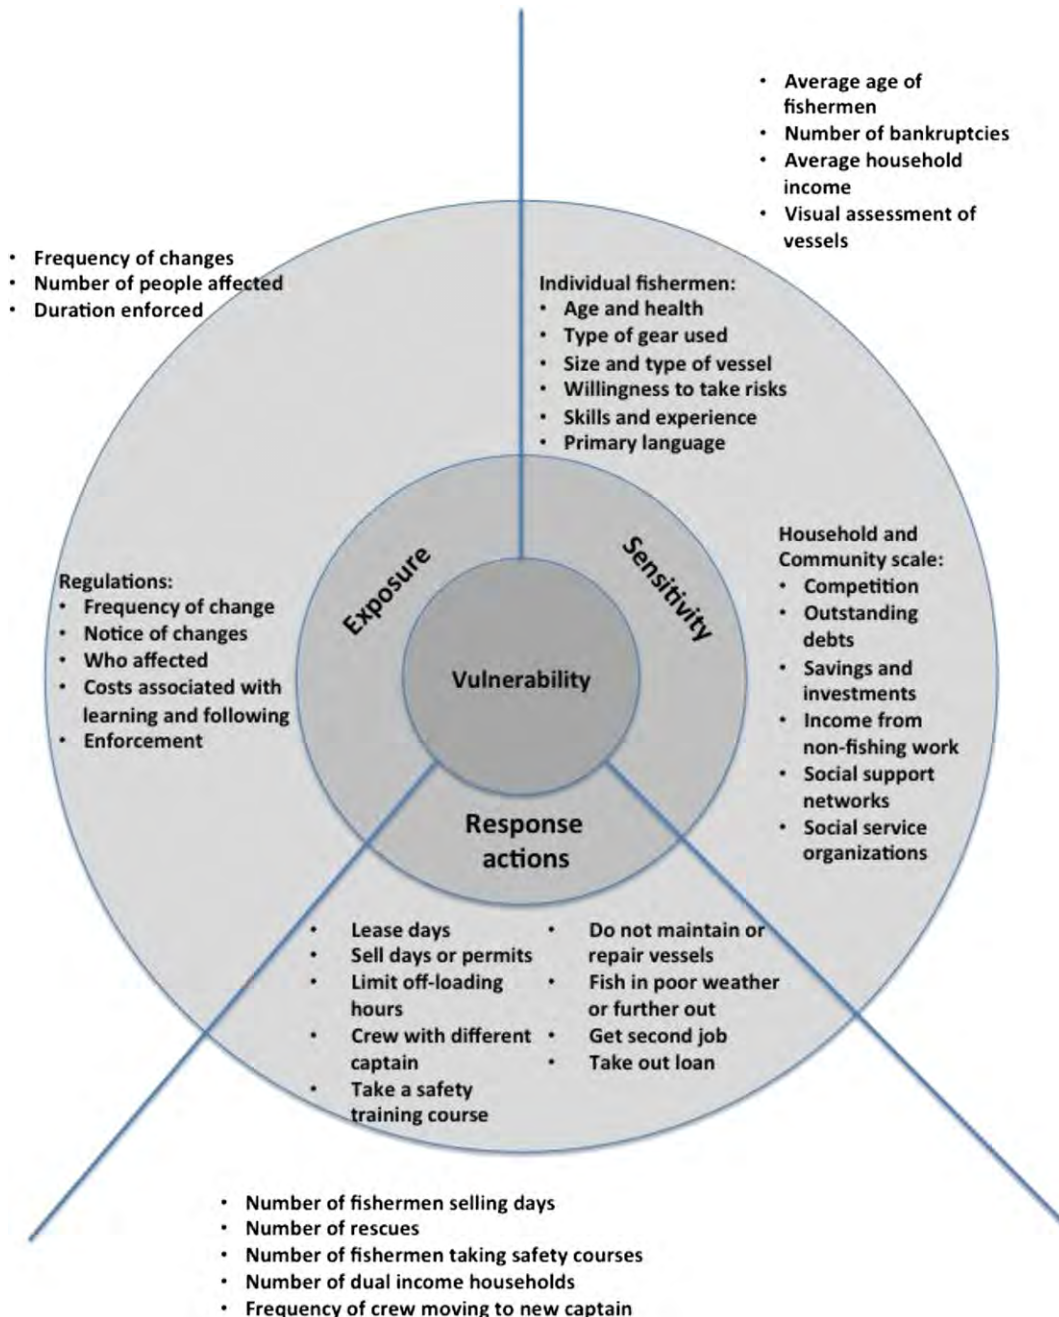 • Average age of
fishermen
• Number of bankruptcies
• Average household
income
• Visual assessment of
vessels
• Frequency of changes
• Number of people affected
• Duration enforced
Individual fishermen:
• Age and health
• Type of gear used
• Size and type of vessel
• Willingness to take risks
• Skills and experience
• Primary language
Exposure
Sensitivity
Vulnerability
Response
actions
Regulations:
• Frequency of change
• Notice of changes
• Who affected
• Costs associated with
learning and following
• Enforcement
Household and
Community scale:
• Competition
• Outstanding
debts
• Savings and
investments
• Income from
non-fishing work
• Social support
networks
• Social service
organizations
• Lease days
• Sell days or permits
• Limit off-loading
hours
• Crew with different
captain
• Take a safety
training course
• Do not maintain or
repair vessels
• Fish in poor weather
or further out
• Get second job
• Take out loan
• Number of fishermen selling days
• Number of rescues
• Number of fishermen taking safety courses
• Number of dual income households
• Frequency of crew moving to new captain